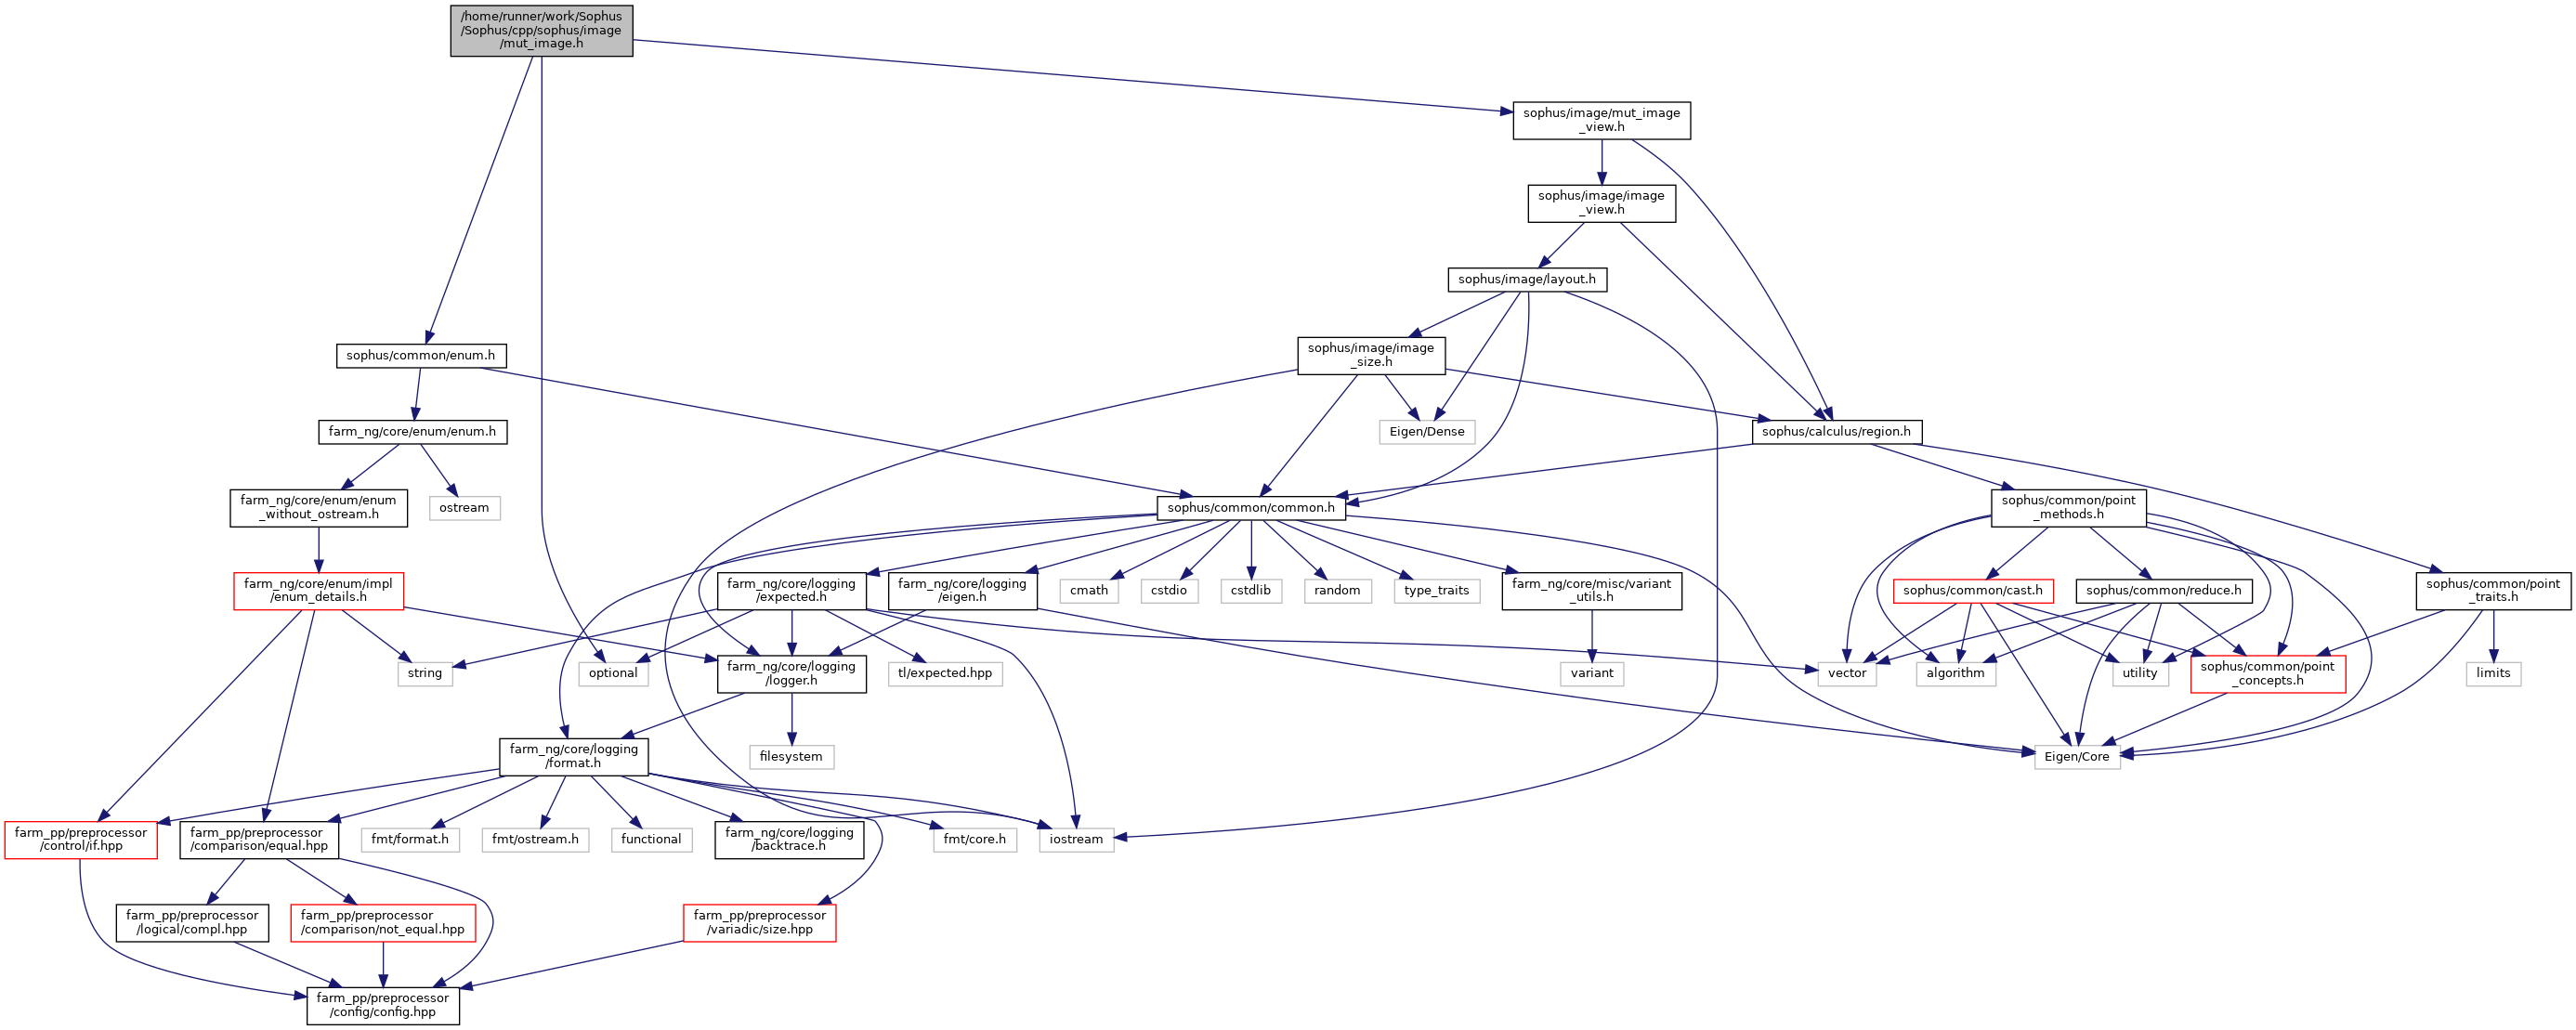 /home/runner/work/Sophus
/Sophus/cpp/sophus/image
/mut_image.h
sophus/image/mut_image
_view.h
sophus/image/image
_view.h
sophus/image/layout.h
sophus/common/enum.h
sophus/image/image
_size.h
farm_ng/core/enum/enum.h
Eigen/Dense
sophus/calculus/region.h
farm_ng/core/enum/enum
_without_ostream.h
ostream
sophus/common/common.h
sophus/common/point
_methods.h
farm_ng/core/enum/impl
/enum_details.h
farm_ng/core/logging
/expected.h
farm_ng/core/logging
/eigen.h
cmath
cstdio
cstdlib
random
type_traits
farm_ng/core/misc/variant
_utils.h
sophus/common/cast.h
sophus/common/reduce.h
sophus/common/point
_traits.h
string
optional
farm_ng/core/logging
/logger.h
tl/expected.hpp
variant
vector
algorithm
utility
sophus/common/point
_concepts.h
limits
farm_ng/core/logging
/format.h
filesystem
Eigen/Core
farm_pp/preprocessor
/control/if.hpp
farm_pp/preprocessor
/comparison/equal.hpp
fmt/format.h
fmt/ostream.h
functional
farm_ng/core/logging
/backtrace.h
fmt/core.h
iostream
farm_pp/preprocessor
/logical/compl.hpp
farm_pp/preprocessor
/comparison/not_equal.hpp
farm_pp/preprocessor
/variadic/size.hpp
farm_pp/preprocessor
/config/config.hpp